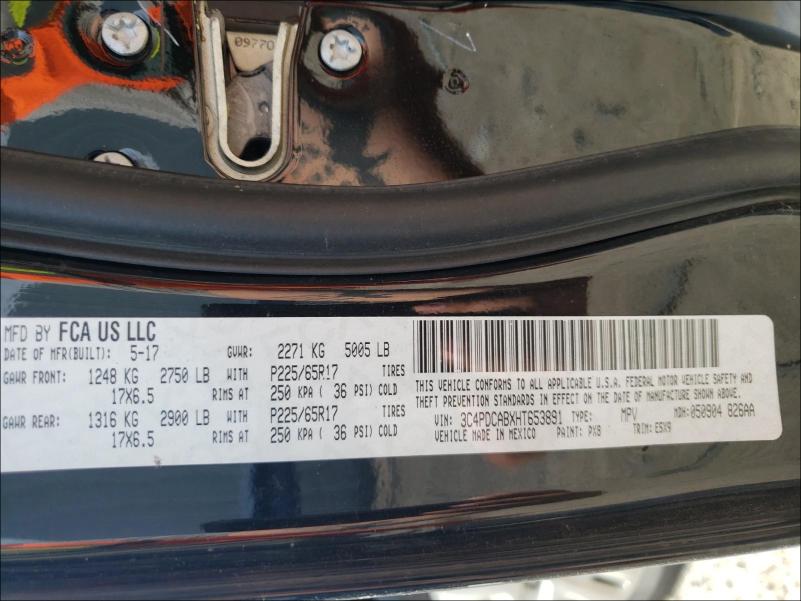 09770
MFD BY FCA US LLC
DATE OF MFR(BUILT): 5-17 GVWR: 2271 KG 5005 LB
GAWR FRONT: 1248 KG 2750 LB WITH P225/65R17 TIRES
17X6.5 RIMS AT 250 KPA ( 36 PSI) COLD
GAWR REAR: 1316 KG 2900 LB WITH P225/65R17 TIRES
17X6.5 RIMS AT 250 KPA ( 36 PSI) COLD
THIS VEHICLE CONFORMS TO ALL APPLICABLE U.S.A. FEDERAL MOTOR VEHICLE SAFETY, BUMPER, AND
THEFT PREVENTION STANDARDS IN EFFECT ON THE DATE OF MANUFACTURE SHOWN ABOVE.
VIN: 3C4PDCABXHT653891 TYPE: MPV MDH: 050904 826AA
VEHICLE MADE IN MEXICO PAINT: PX8 TRIM: E5X9